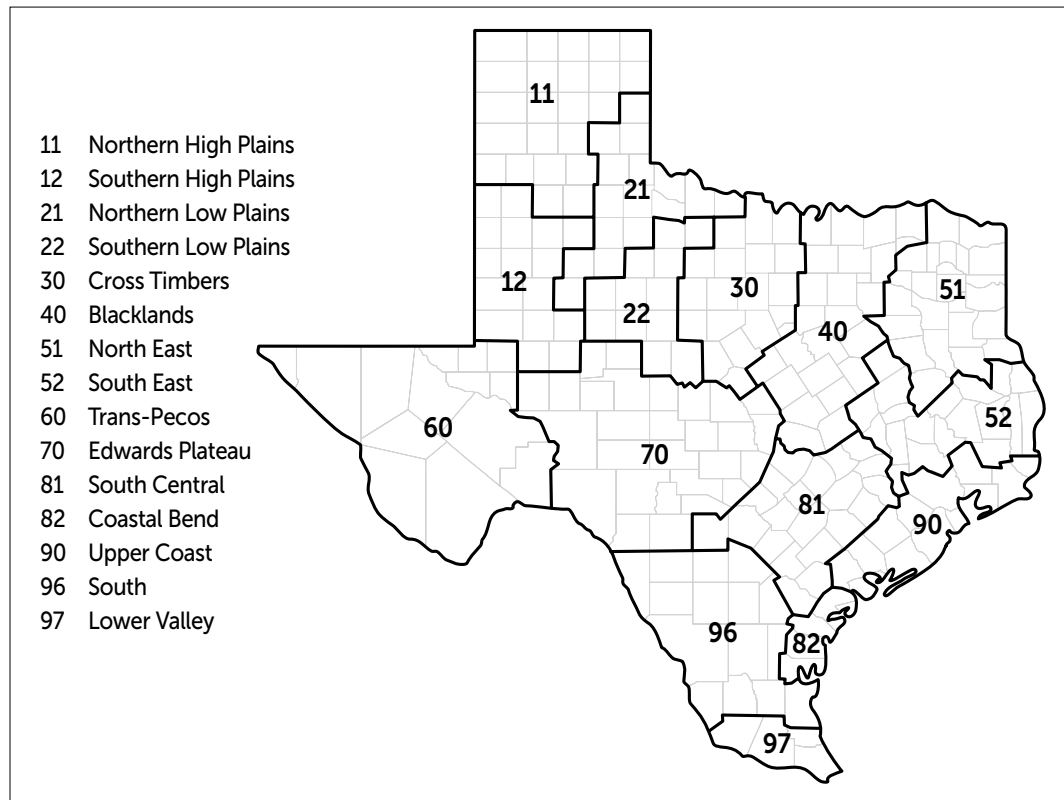 11 Northern High Plains
12 Southern High Plains
21 Northern Low Plains
22 Southern Low Plains
30 Cross Timbers
40 Blacklands
51 North East
52 South East
60 Trans-Pecos
70 Edwards Plateau
81 South Central
82 Coastal Bend
90 Upper Coast
96 South
97 Lower Valley
11
21
12
30
51
22
40
60
52
70
81
90
96
82
97